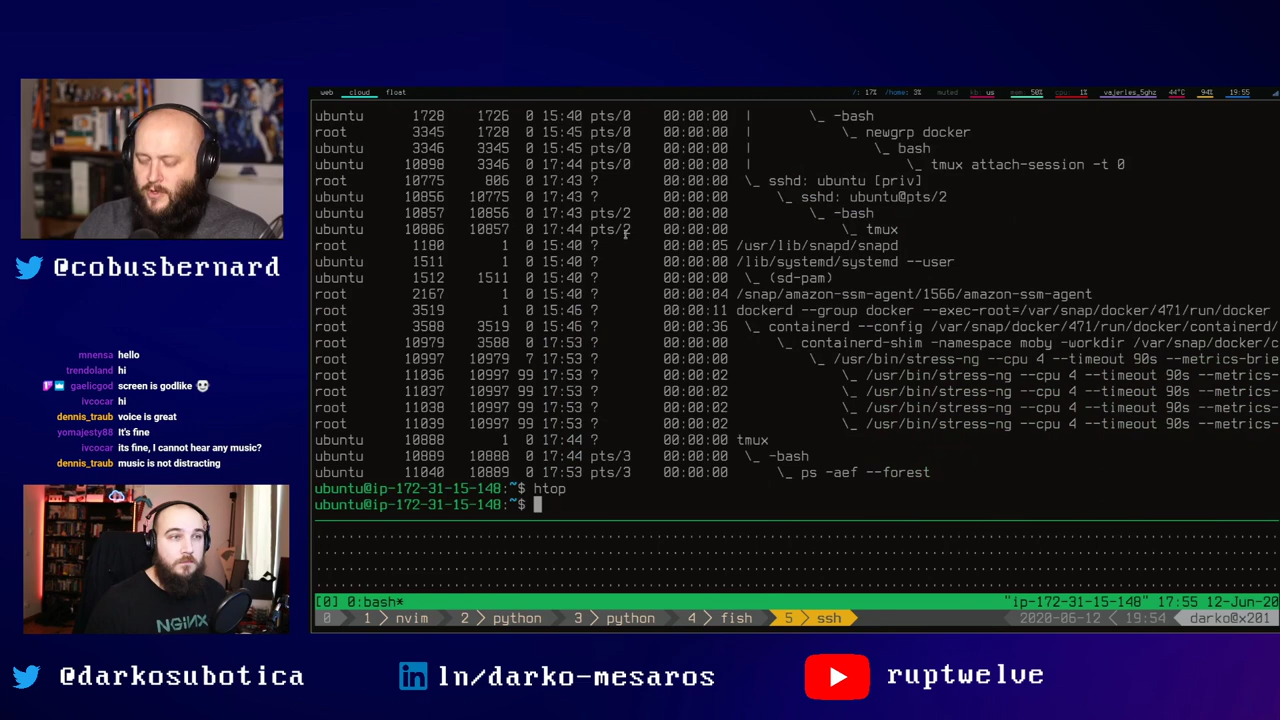 web cloud float /: 17% /home: 3% muted kb: us mem: 50% cpu: 1% vajerles_5ghz 44°C 94% 19:55
ubuntu 1728 1726 0 15:40 pts/0 00:00:00 | \_ -bash
root 3345 1728 0 15:45 pts/0 00:00:00 | \_ newgrp docker
ubuntu 3346 3345 0 15:45 pts/0 00:00:00 | \_ bash
ubuntu 10898 3346 0 17:44 pts/0 00:00:00 | \_ tmux attach-session -t 0
root 10775 806 0 17:43 ? 00:00:00 \_ sshd: ubuntu [priv]
ubuntu 10856 10775 0 17:43 ? 00:00:00 \_ sshd: ubuntu@pts/2
ubuntu 10857 10856 0 17:43 pts/2 00:00:00 \_ -bash
ubuntu 10886 10857 0 17:44 pts/2 00:00:00 \_ tmux
root 1180 1 0 15:40 ? 00:00:05 /usr/lib/snapd/snapd
ubuntu 1511 1 0 15:40 ? 00:00:00 /lib/systemd/systemd --user
ubuntu 1512 1511 0 15:40 ? 00:00:00 \_ (sd-pam)
root 2167 1 0 15:40 ? 00:00:04 /snap/amazon-ssm-agent/1566/amazon-ssm-agent
root 3519 1 0 15:46 ? 00:00:11 dockerd --group docker --exec-root=/var/snap/docker/471/run/docker
root 3588 3519 0 15:46 ? 00:00:36 \_ containerd --config /var/snap/docker/471/run/docker/containerd/
root 10979 3588 0 17:53 ? 00:00:00 \_ containerd-shim -namespace moby -workdir /var/snap/docker/com
root 10997 10979 7 17:53 ? 00:00:00 \_ /usr/bin/stress-ng --cpu 4 --timeout 90s --metrics-brie
root 11036 10997 99 17:53 ? 00:00:02 \_ /usr/bin/stress-ng --cpu 4 --timeout 90s --metrics-
root 11037 10997 99 17:53 ? 00:00:02 \_ /usr/bin/stress-ng --cpu 4 --timeout 90s --metrics-
root 11038 10997 99 17:53 ? 00:00:02 \_ /usr/bin/stress-ng --cpu 4 --timeout 90s --metrics-
root 11039 10997 99 17:53 ? 00:00:02 \_ /usr/bin/stress-ng --cpu 4 --timeout 90s --metrics-
ubuntu 10888 1 0 17:44 ? 00:00:00 tmux
ubuntu 10889 10888 0 17:44 pts/3 00:00:00 \_ -bash
ubuntu 11040 10889 0 17:53 pts/3 00:00:00 \_ ps -aef --forest
ubuntu@ip-172-31-15-148:~$ htop
ubuntu@ip-172-31-15-148:~$
[0] 0:bash* "ip-172-31-15-148" 17:55 12-Jun-20
0 1 nvim 2 python 3 python 4 fish 5 ssh 2020-06-12 19:54 darko@x201
@cobusbernard
mnensa hello
trendoland hi
gaelicgod screen is godlike
ivcocar hi
dennis_traub voice is great
yomajesty88 It's fine
ivcocar its fine, I cannot hear any music?
dennis_traub music is not distracting
NGINX
@darkosubotica
ln/darko-mesaros
ruptwelve